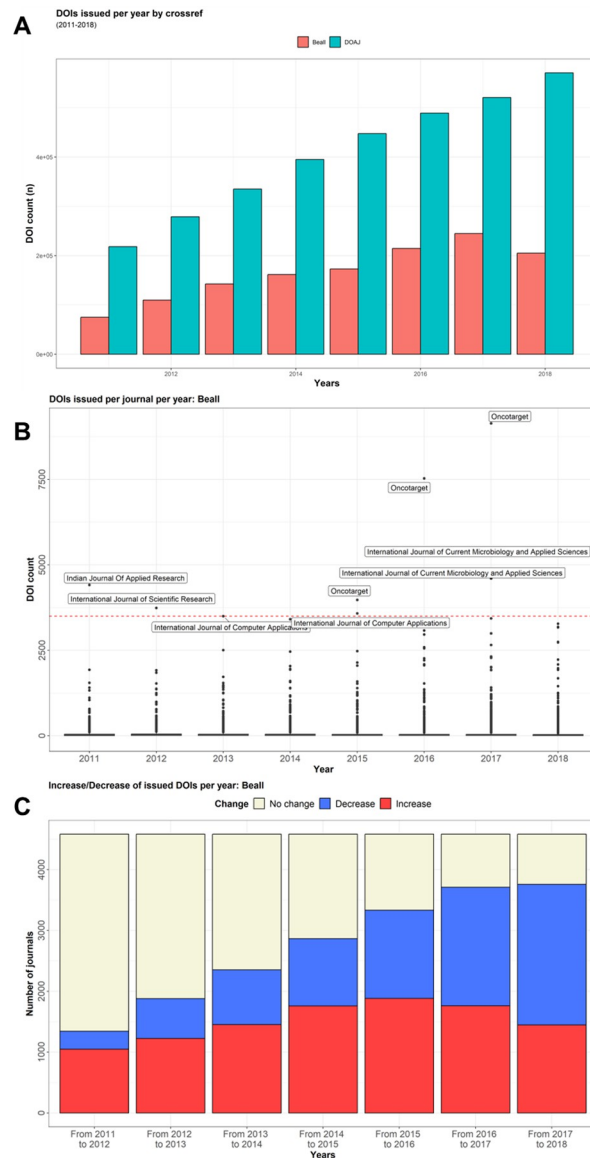 A
DOIs issued per year by crossref
(2011-2018)
Beall
DOAJ
4e+05
2e+05
0e+00
DOI count (n)
2012
2014
2016
2018
Years
B
DOIs issued per journal per year: Beall
Oncotarget
Oncotarget
International Journal of Current Microbiology and Applied Sciences
International Journal of Current Microbiology and Applied Sciences
Indian Journal Of Applied Research
Oncotarget
International Journal of Scientific Research
International Journal of Computer Applications
International Journal of Computer Applications
7500
5000
2500
0
DOI count
2011
2012
2013
2014
2015
2016
2017
2018
Year
C
Increase/Decrease of issued DOIs per year: Beall
Change
No change
Decrease
Increase
4000
3000
2000
1000
0
Number of journals
From 2011
to 2012
From 2012
to 2013
From 2013
to 2014
From 2014
to 2015
From 2015
to 2016
From 2016
to 2017
From 2017
to 2018
Years